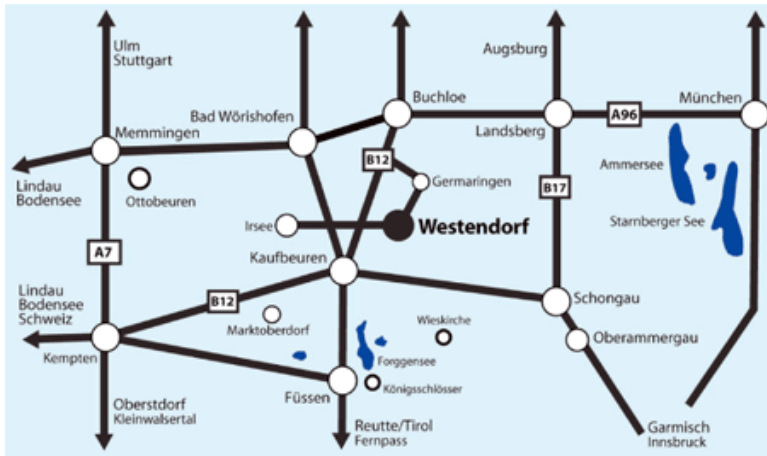 Ulm
Stuttgart
Augsburg
Buchloe
München
Bad Wörishofen
A96
Memmingen
Landsberg
B12
Ammersee
Lindau
Bodensee
Ottobeuren
Germaringen
B17
Irsee
Westendorf
Starnberger See
A7
Kaufbeuren
Lindau
Bodensee
Schweiz
B12
Schongau
Marktoberdorf
Wieskirche
Oberammergau
Kempten
Forggensee
Füssen
Königsschlösser
Oberstdorf
Kleinwalsertal
Reutte/Tirol
Fernpass
Garmisch
Innsbruck